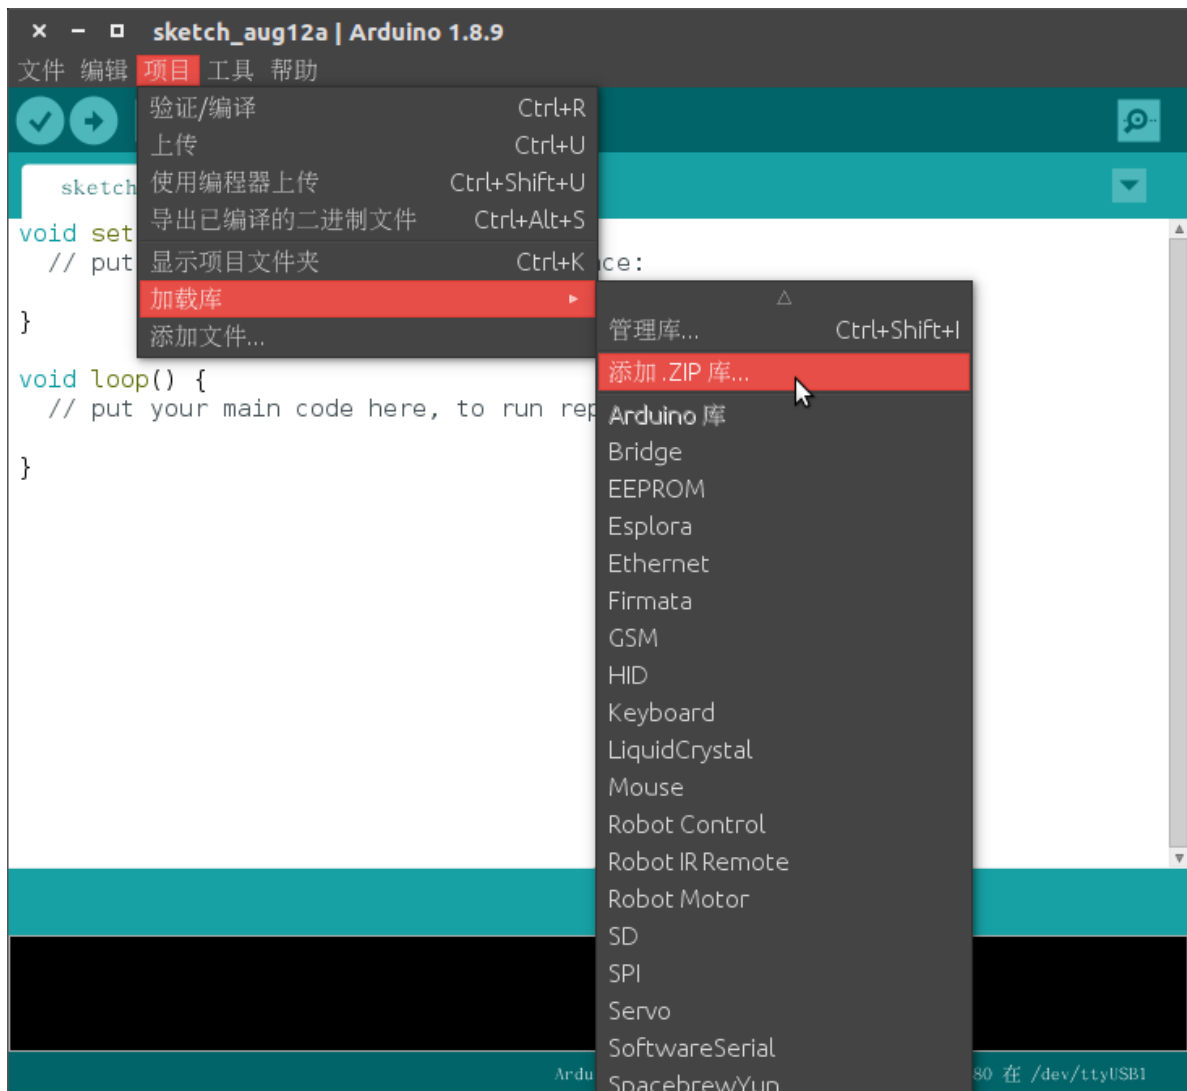 sketch_aug12a | Arduino 1.8.9
文件 编辑 项目 工具 帮助
验证/编译 Ctrl+R
上传 Ctrl+U
使用编程器上传 Ctrl+Shift+U
导出已编译的二进制文件 Ctrl+Alt+S
显示项目文件夹 Ctrl+K
加载库
添加文件...
sketch
void set
// put ce:
}
void loop() {
// put your main code here, to run rep
}
管理库... Ctrl+Shift+I
添加 .ZIP 库...
Arduino 库
Bridge
EEPROM
Esplora
Ethernet
Firmata
GSM
HID
Keyboard
LiquidCrystal
Mouse
Robot Control
Robot IR Remote
Robot Motor
SD
SPI
Servo
SoftwareSerial
SpacebrewYun
Ardu 80 在 /dev/ttyUSB1